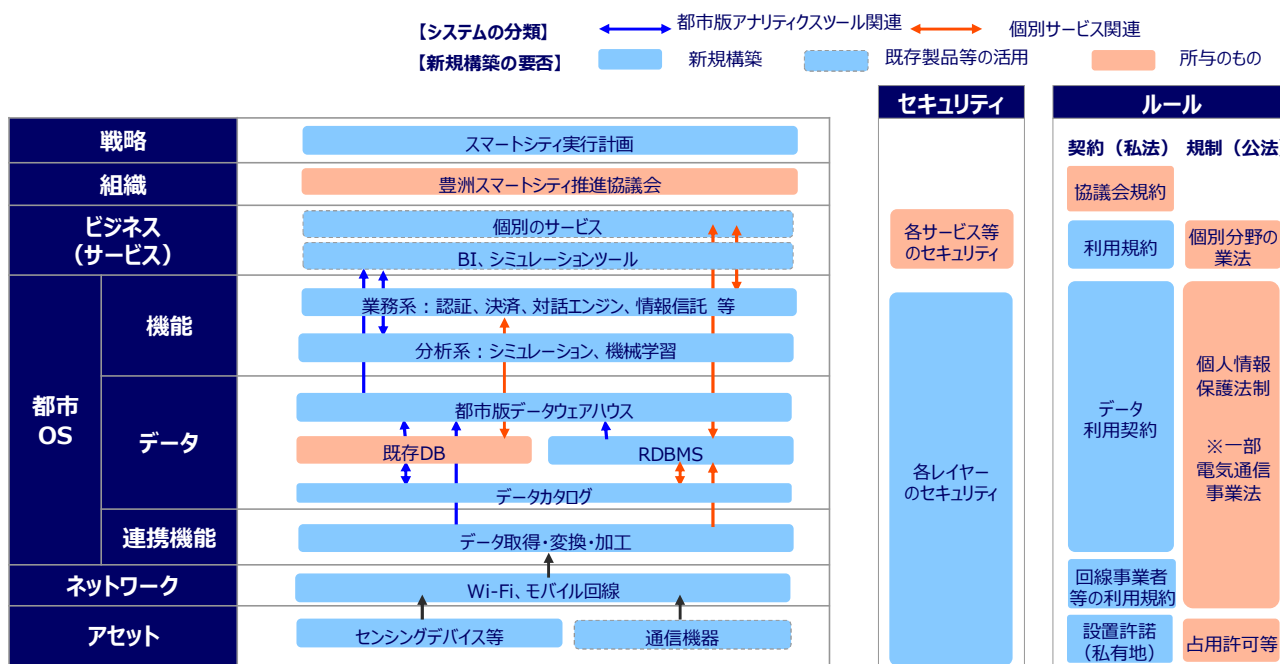 【システムの分類】 都市版アナリティクスツール関連 個別サービス関連
【新規構築の要否】 新規構築 既存製品等の活用 所与のもの
セキュリティ ルール
契約（私法） 規制（公法）
戦略
スマートシティ実行計画
組織
豊洲スマートシティ推進協議会
協議会規約
ビジネス
（サービス）
個別のサービス
BI、シミュレーションツール
各サービス等
のセキュリティ
利用規約
個別分野の
業法
都市
OS
機能
業務系：認証、決済、対話エンジン、情報信託 等
分析系：シミュレーション、機械学習
データ
都市版データウェアハウス
既存DB
RDBMS
データカタログ
連携機能
データ取得・変換・加工
各レイヤー
のセキュリティ
データ
利用契約
個人情報
保護法制
※一部
電気通信
事業法
ネットワーク
Wi-Fi、モバイル回線
回線事業者
等の利用規約
アセット
センシングデバイス等
通信機器
設置許諾
（私有地）
占用許可等